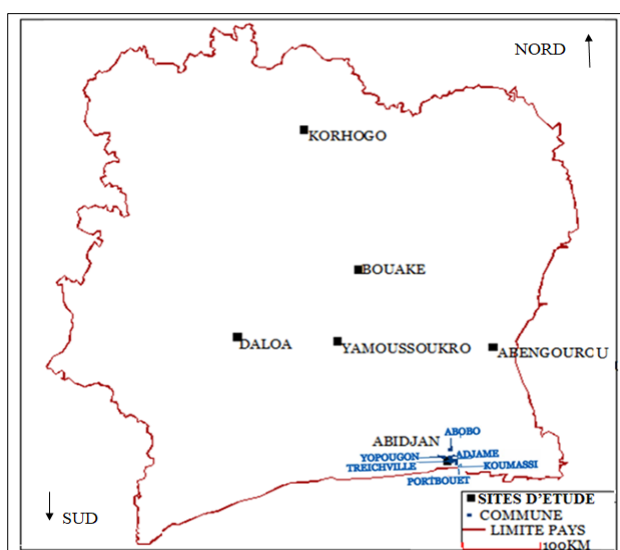 NORD
KORHOGO
BOUAKE
DALOA
YAMOUSSOUKRO
ABENGOURCU
ABIDJAN
ABOBO
YOPOUGON
ADJAME
TREICHVILLE
KOUMASSI
PORTBOUET
SUD
SITES D'ETUDE
COMMUNE
LIMITE PAYS
100KM